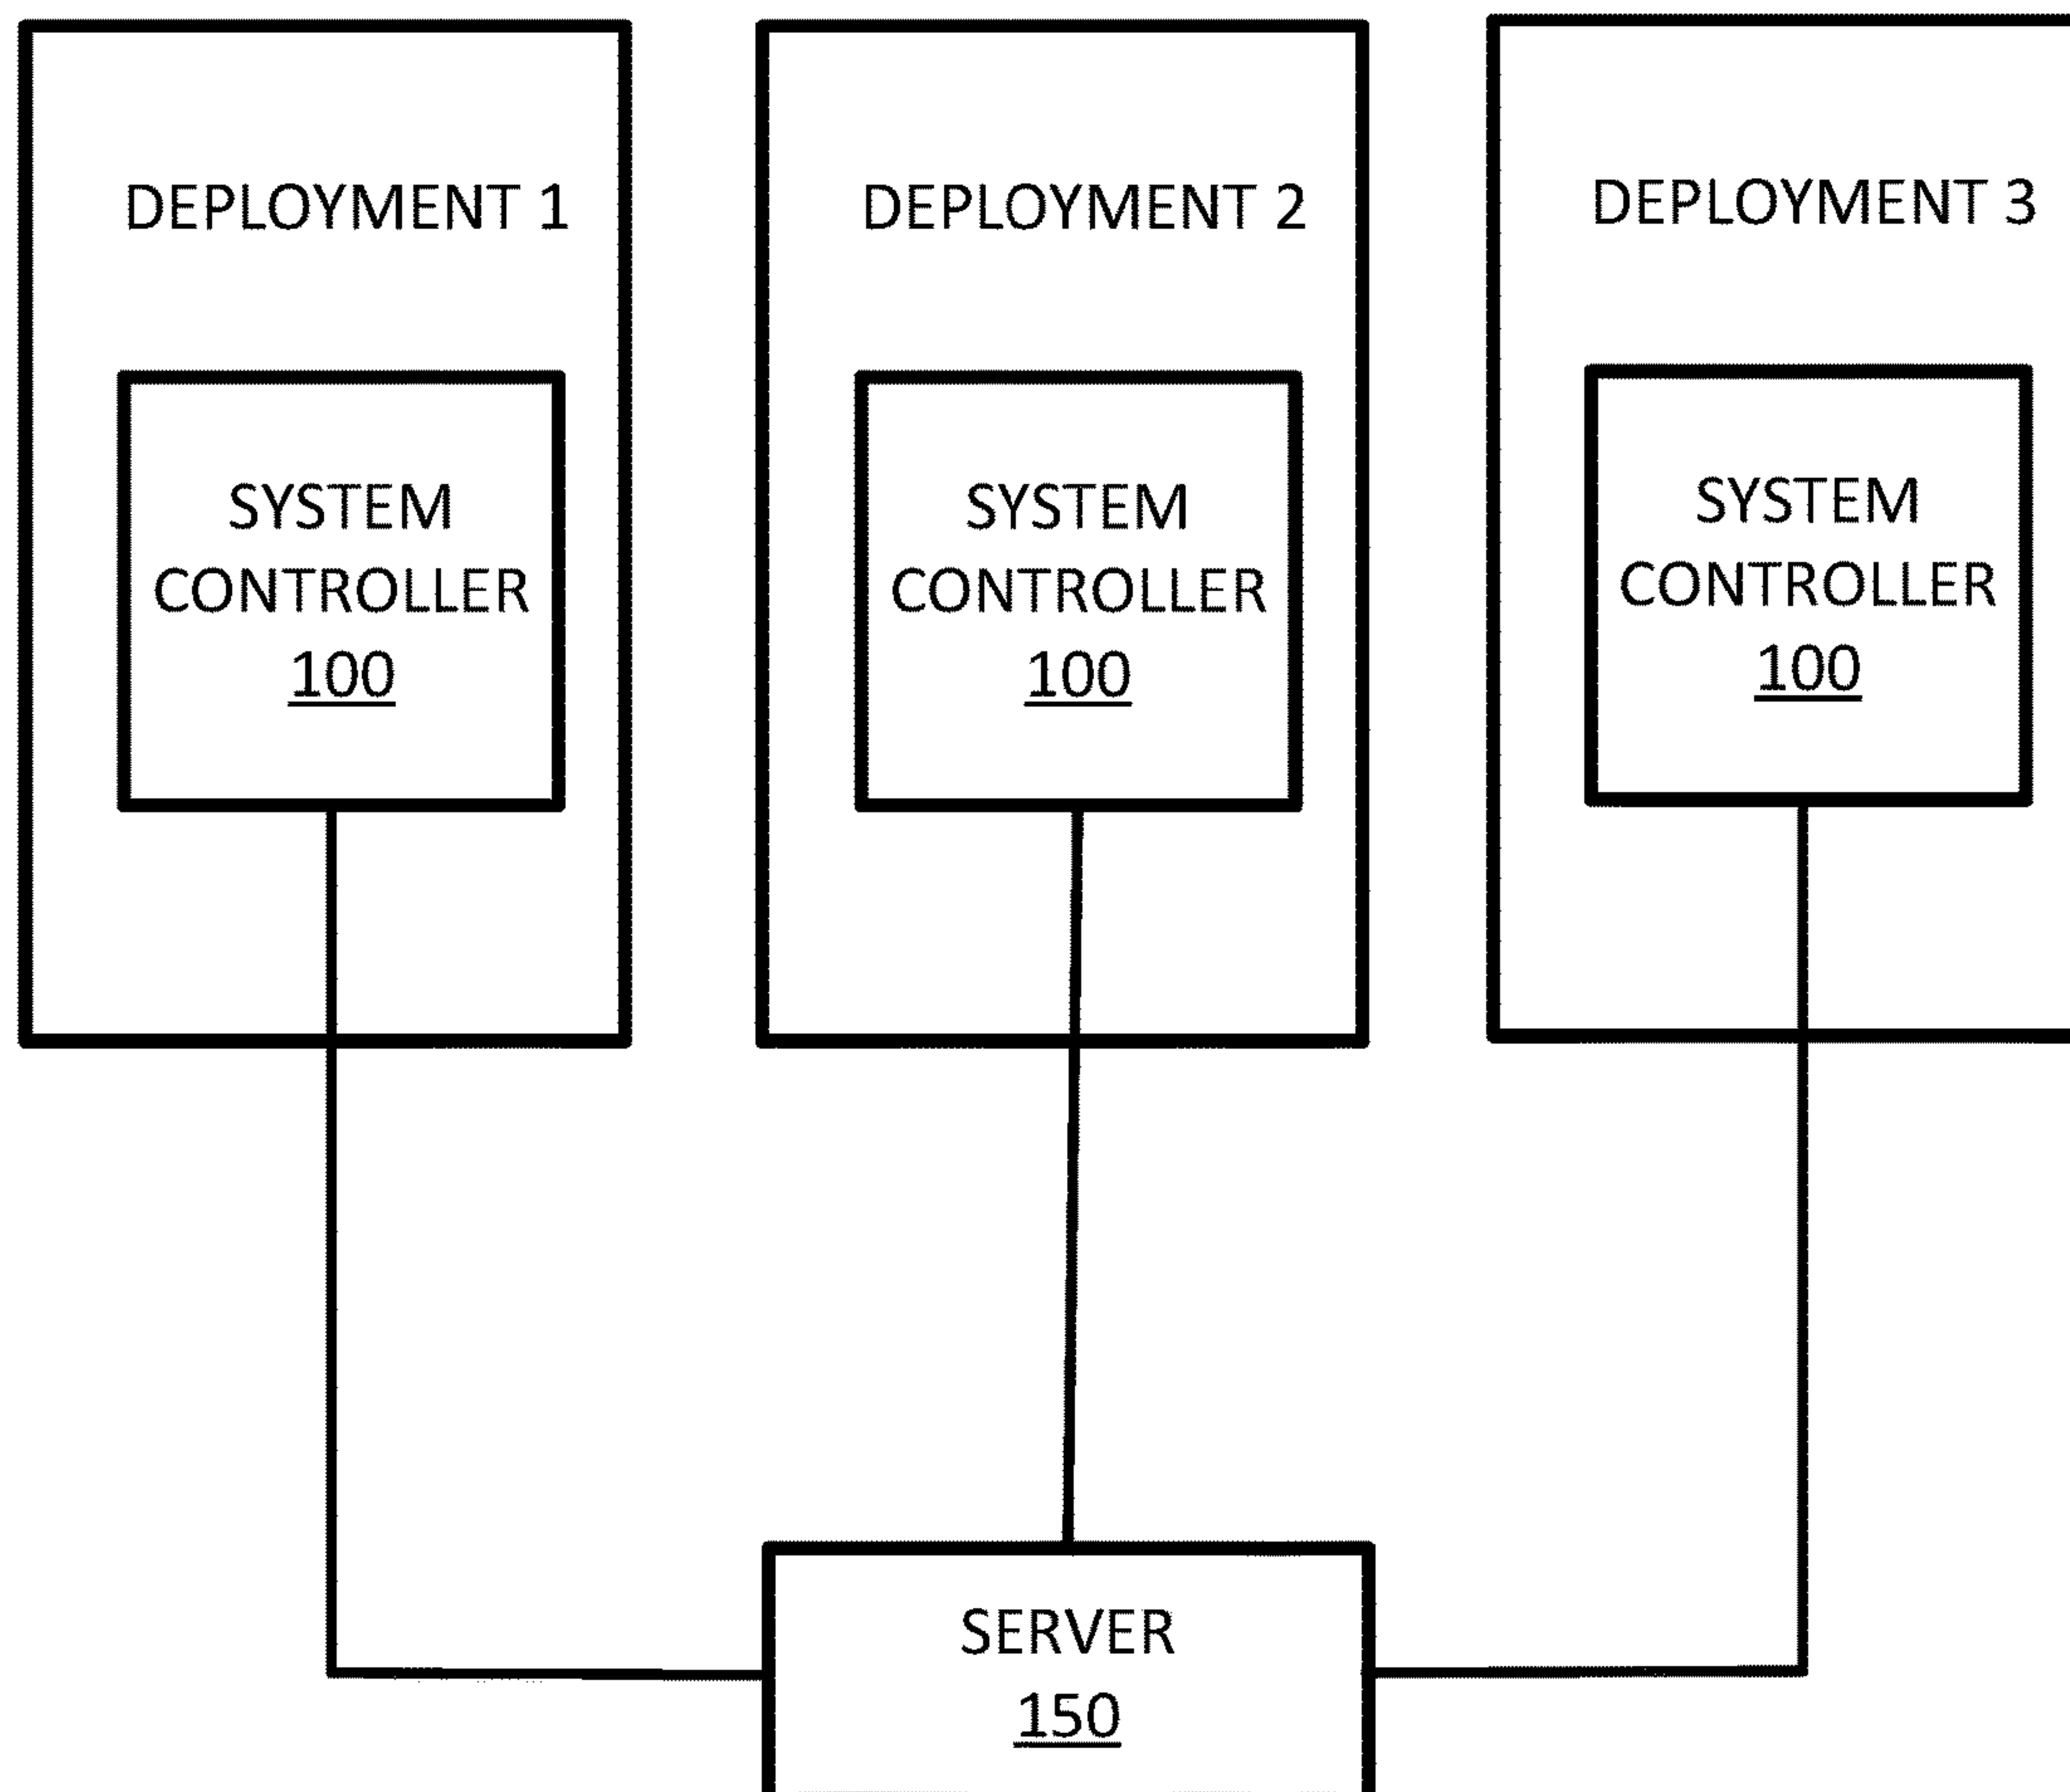 DEPLOYMENT 1
SYSTEM
CONTROLLER
100
DEPLOYMENT 2
SYSTEM
CONTROLLER
100
DEPLOYMENT 3
SYSTEM
CONTROLLER
100
SERVER
150